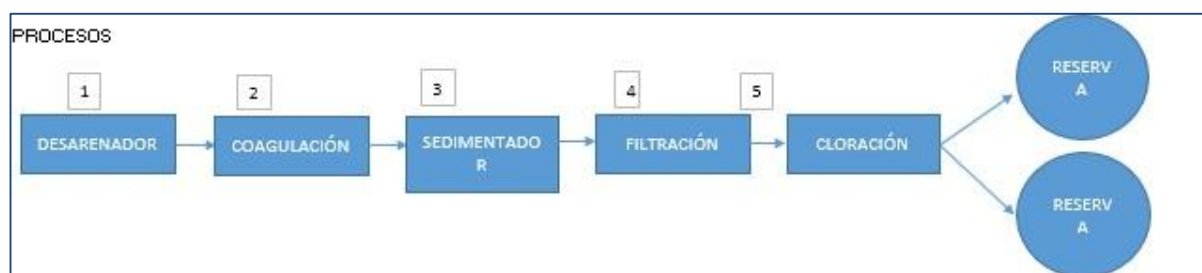 PROCESOS
1
2
3
4
5
DESARENADOR
COAGULACIÓN
SEDIMENTADO
R
FILTRACIÓN
CLORACIÓN
RESERV
A
RESERV
A